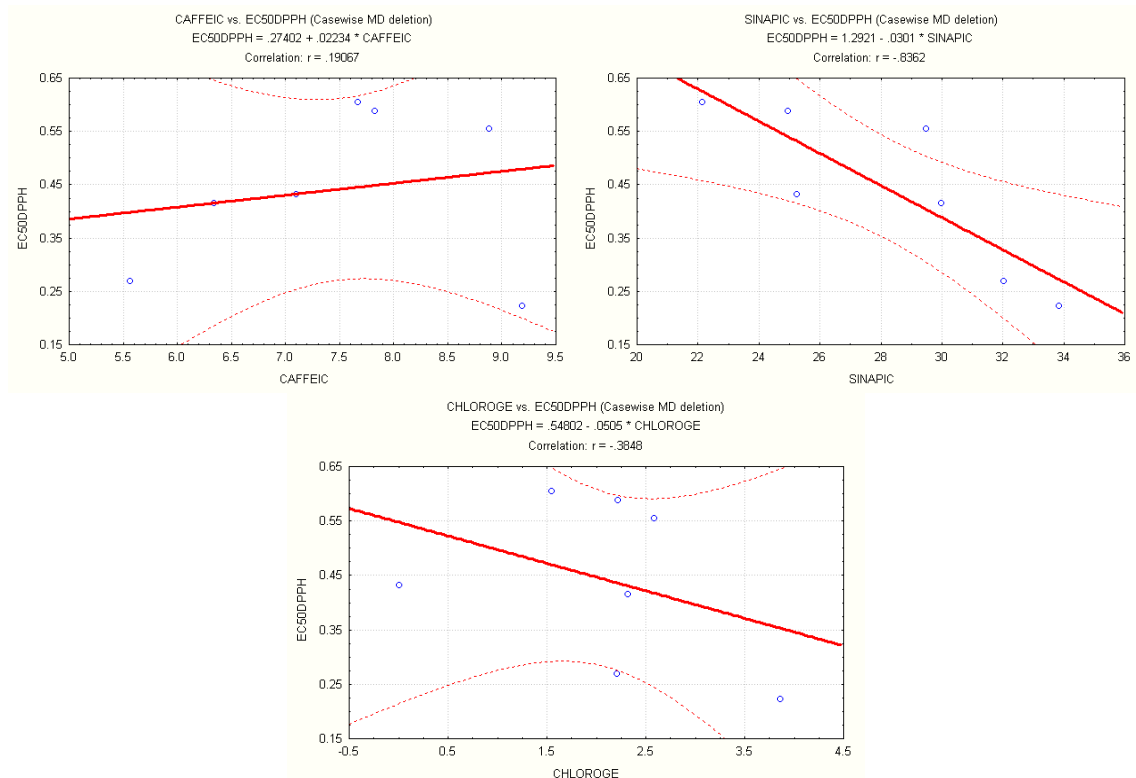 CAFFEIC vs. EC50DPPH (Casewise MD deletion)
EC50DPPH = .27402 + .02234 * CAFFEIC
Correlation: r = .19067
EC50DPPH
0.65
0.55
0.45
0.35
0.25
0.15
5.0 5.5 6.0 6.5 7.0 7.5 8.0 8.5 9.0 9.5
CAFFEIC
SINAPIC vs. EC50DPPH (Casewise MD deletion)
EC50DPPH = 1.2921 - .0301 * SINAPIC
Correlation: r = -.8362
EC50DPPH
0.65
0.55
0.45
0.35
0.25
0.15
20 22 24 26 28 30 32 34 36
SINAPIC
CHLOROGE vs. EC50DPPH (Casewise MD deletion)
EC50DPPH = .54802 - .0505 * CHLOROGE
Correlation: r = -.3848
EC50DPPH
0.65
0.55
0.45
0.35
0.25
0.15
-0.5 0.5 1.5 2.5 3.5 4.5
CHLOROGE